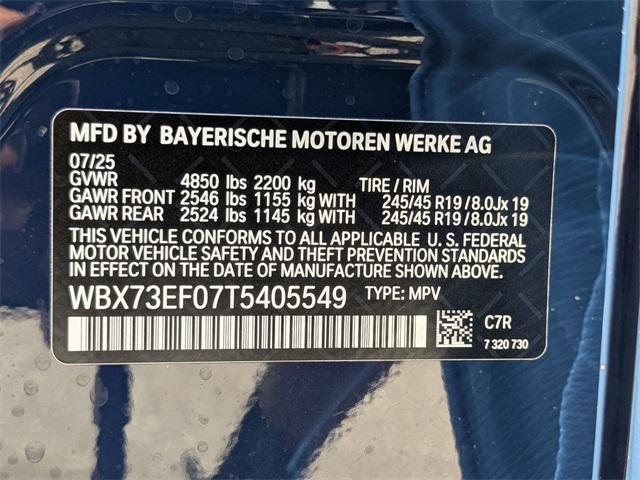 MFD BY BAYERISCHE MOTOREN WERKE AG
07/25
GVWR 4850 lbs 2200 kg TIRE / RIM
GAWR FRONT 2546 lbs 1155 kg WITH 245/45 R19 / 8.0Jx 19
GAWR REAR 2524 lbs 1145 kg WITH 245/45 R19 / 8.0Jx 19
THIS VEHICLE CONFORMS TO ALL APPLICABLE U. S. FEDERAL
MOTOR VEHICLE SAFETY AND THEFT PREVENTION STANDARDS
IN EFFECT ON THE DATE OF MANUFACTURE SHOWN ABOVE.
WBX73EF07T5405549 TYPE: MPV
C7R
7 320 730